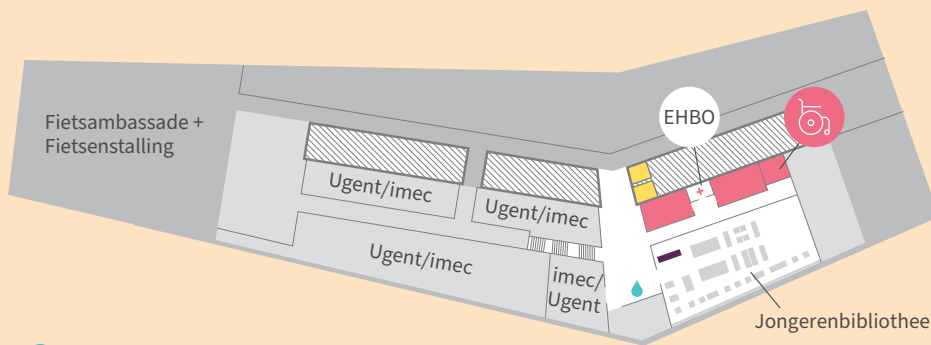 Fietsambassade +
Fietsenstalling
EHBO
Ugent/imec
Ugent/imec
Ugent/imec
imec/
Ugent
Jongerenbibliothee